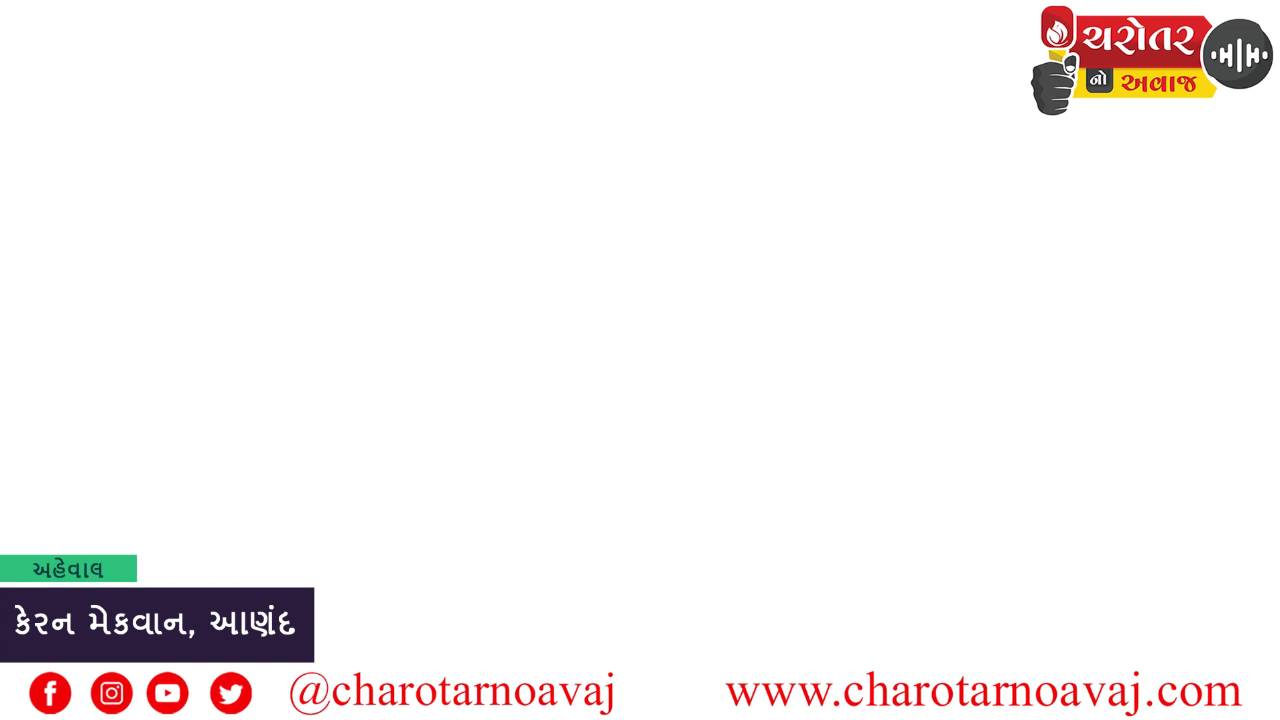 ચરોતર
નો અવાજ
અહેવાલ
કેરન મેકવાન, આણંદ
@charotarnoavaj
www.charotarnoavaj.com